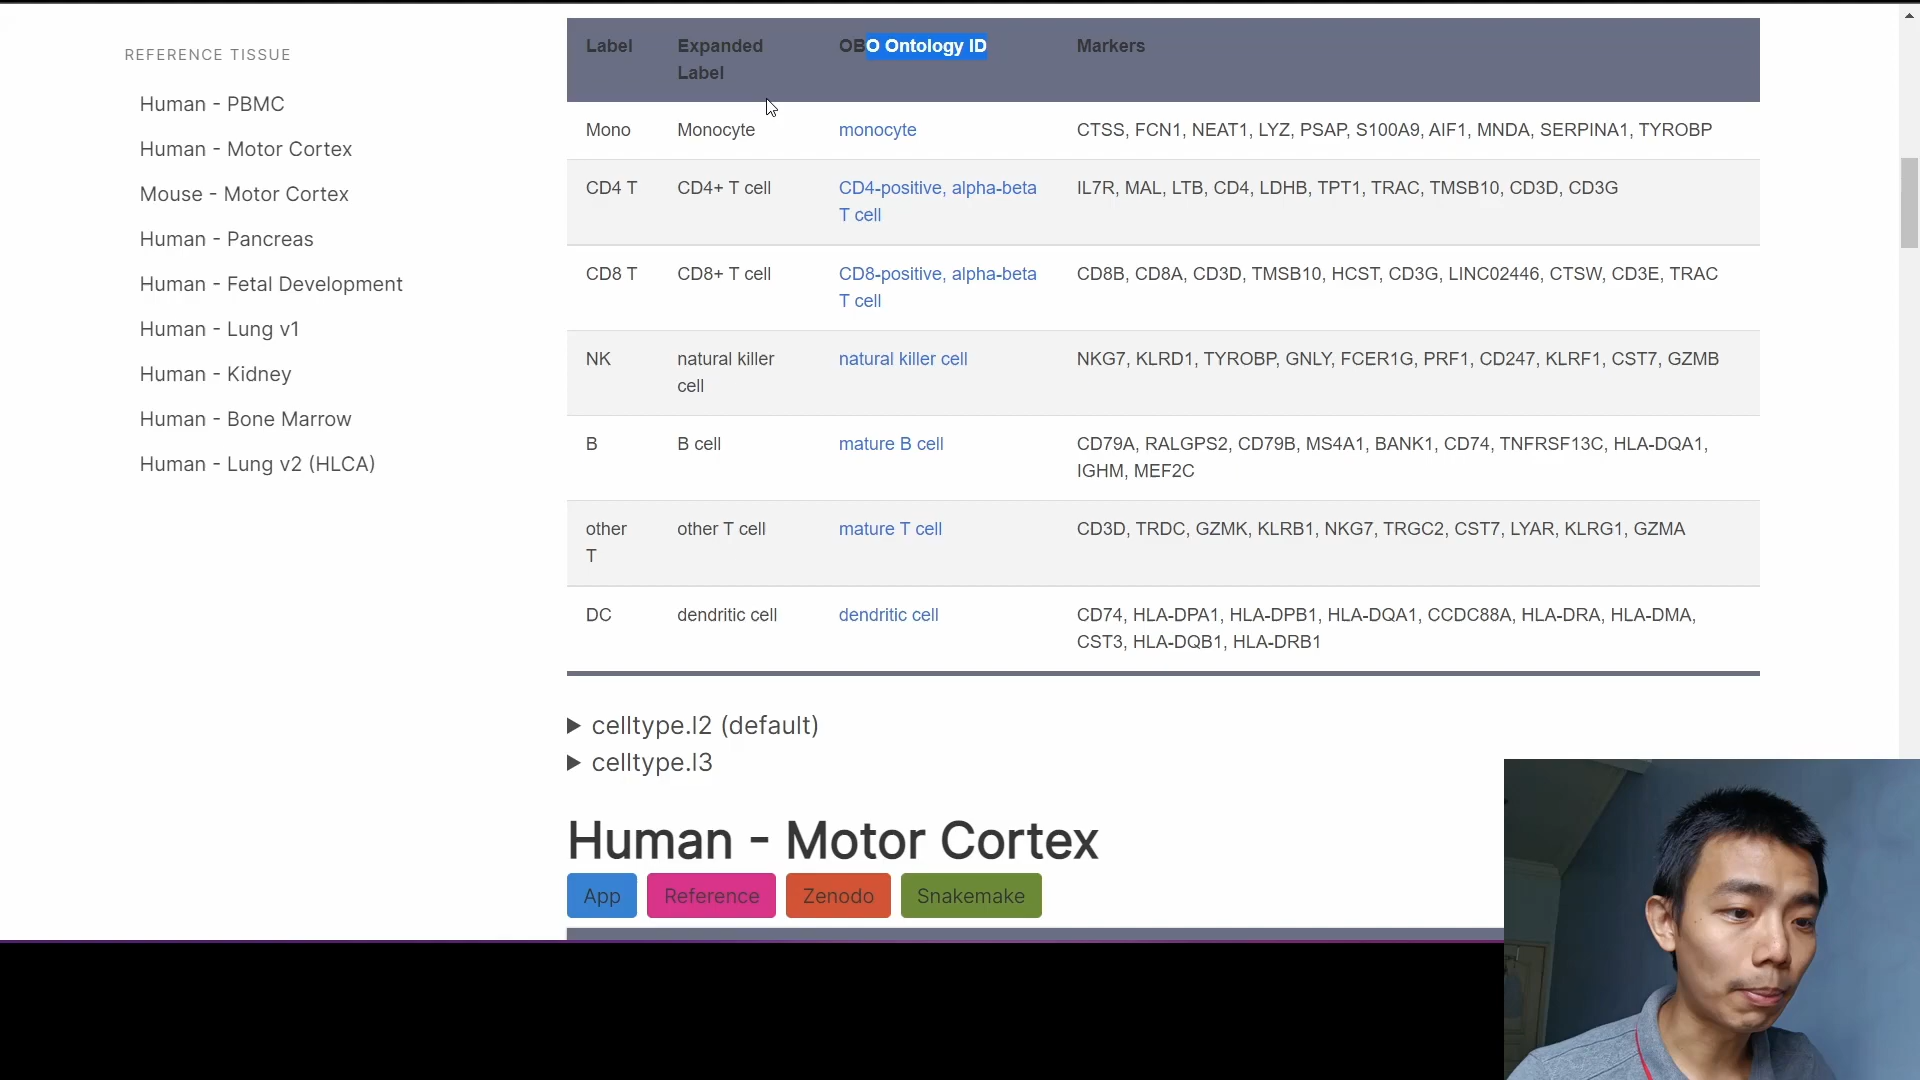 REFERENCE TISSUE
Human - PBMC
Human - Motor Cortex
Mouse - Motor Cortex
Human - Pancreas
Human - Fetal Development
Human - Lung v1
Human - Kidney
Human - Bone Marrow
Human - Lung v2 (HLCA)
Label Expanded OBO Ontology ID Markers
Label
Mono Monocyte monocyte CTSS, FCN1, NEAT1, LYZ, PSAP, S100A9, AIF1, MNDA, SERPINA1, TYROBP
CD4 T CD4+ T cell CD4-positive, alpha-beta IL7R, MAL, LTB, CD4, LDHB, TPT1, TRAC, TMSB10, CD3D, CD3G
T cell
CD8 T CD8+ T cell CD8-positive, alpha-beta CD8B, CD8A, CD3D, TMSB10, HCST, CD3G, LINC02446, CTSW, CD3E, TRAC
T cell
NK natural killer natural killer cell NKG7, KLRD1, TYROBP, GNLY, FCER1G, PRF1, CD247, KLRF1, CST7, GZMB
cell
B B cell mature B cell CD79A, RALGPS2, CD79B, MS4A1, BANK1, CD74, TNFRSF13C, HLA-DQA1,
IGHM, MEF2C
other other T cell mature T cell CD3D, TRDC, GZMK, KLRB1, NKG7, TRGC2, CST7, LYAR, KLRG1, GZMA
T
DC dendritic cell dendritic cell CD74, HLA-DPA1, HLA-DPB1, HLA-DQA1, CCDC88A, HLA-DRA, HLA-DMA,
CST3, HLA-DQB1, HLA-DRB1
celltype.l2 (default)
celltype.l3
Human - Motor Cortex
App Reference Zenodo Snakemake